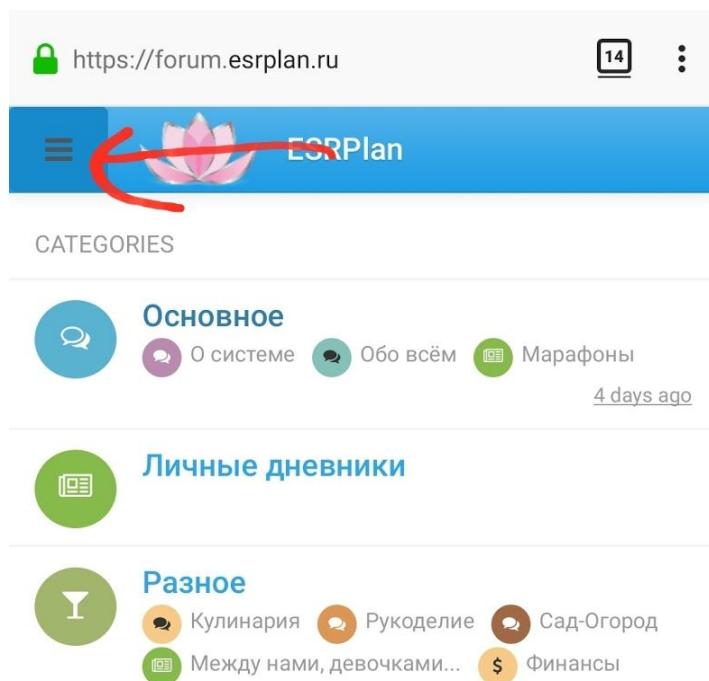 https://forum.esrplan.ru 14
ESRPlan
CATEGORIES
Основное
О системе Обо всём Марафоны
4 days ago
Личные дневники
Разное
Кулинария Рукоделие Сад-Огород
Между нами, девочками... $ Финансы